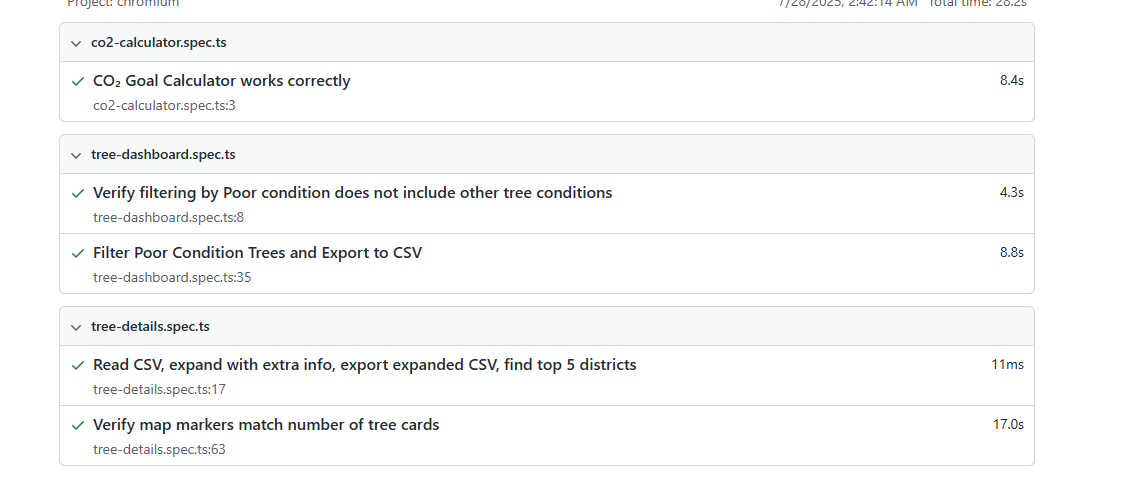 Project: chromium 7/28/2025, 2:42:14 AM Total time: 28.2s
co2-calculator.spec.ts
CO₂ Goal Calculator works correctly 8.4s
co2-calculator.spec.ts:3
tree-dashboard.spec.ts
Verify filtering by Poor condition does not include other tree conditions 4.3s
tree-dashboard.spec.ts:8
Filter Poor Condition Trees and Export to CSV 8.8s
tree-dashboard.spec.ts:35
tree-details.spec.ts
Read CSV, expand with extra info, export expanded CSV, find top 5 districts 11ms
tree-details.spec.ts:17
Verify map markers match number of tree cards 17.0s
tree-details.spec.ts:63